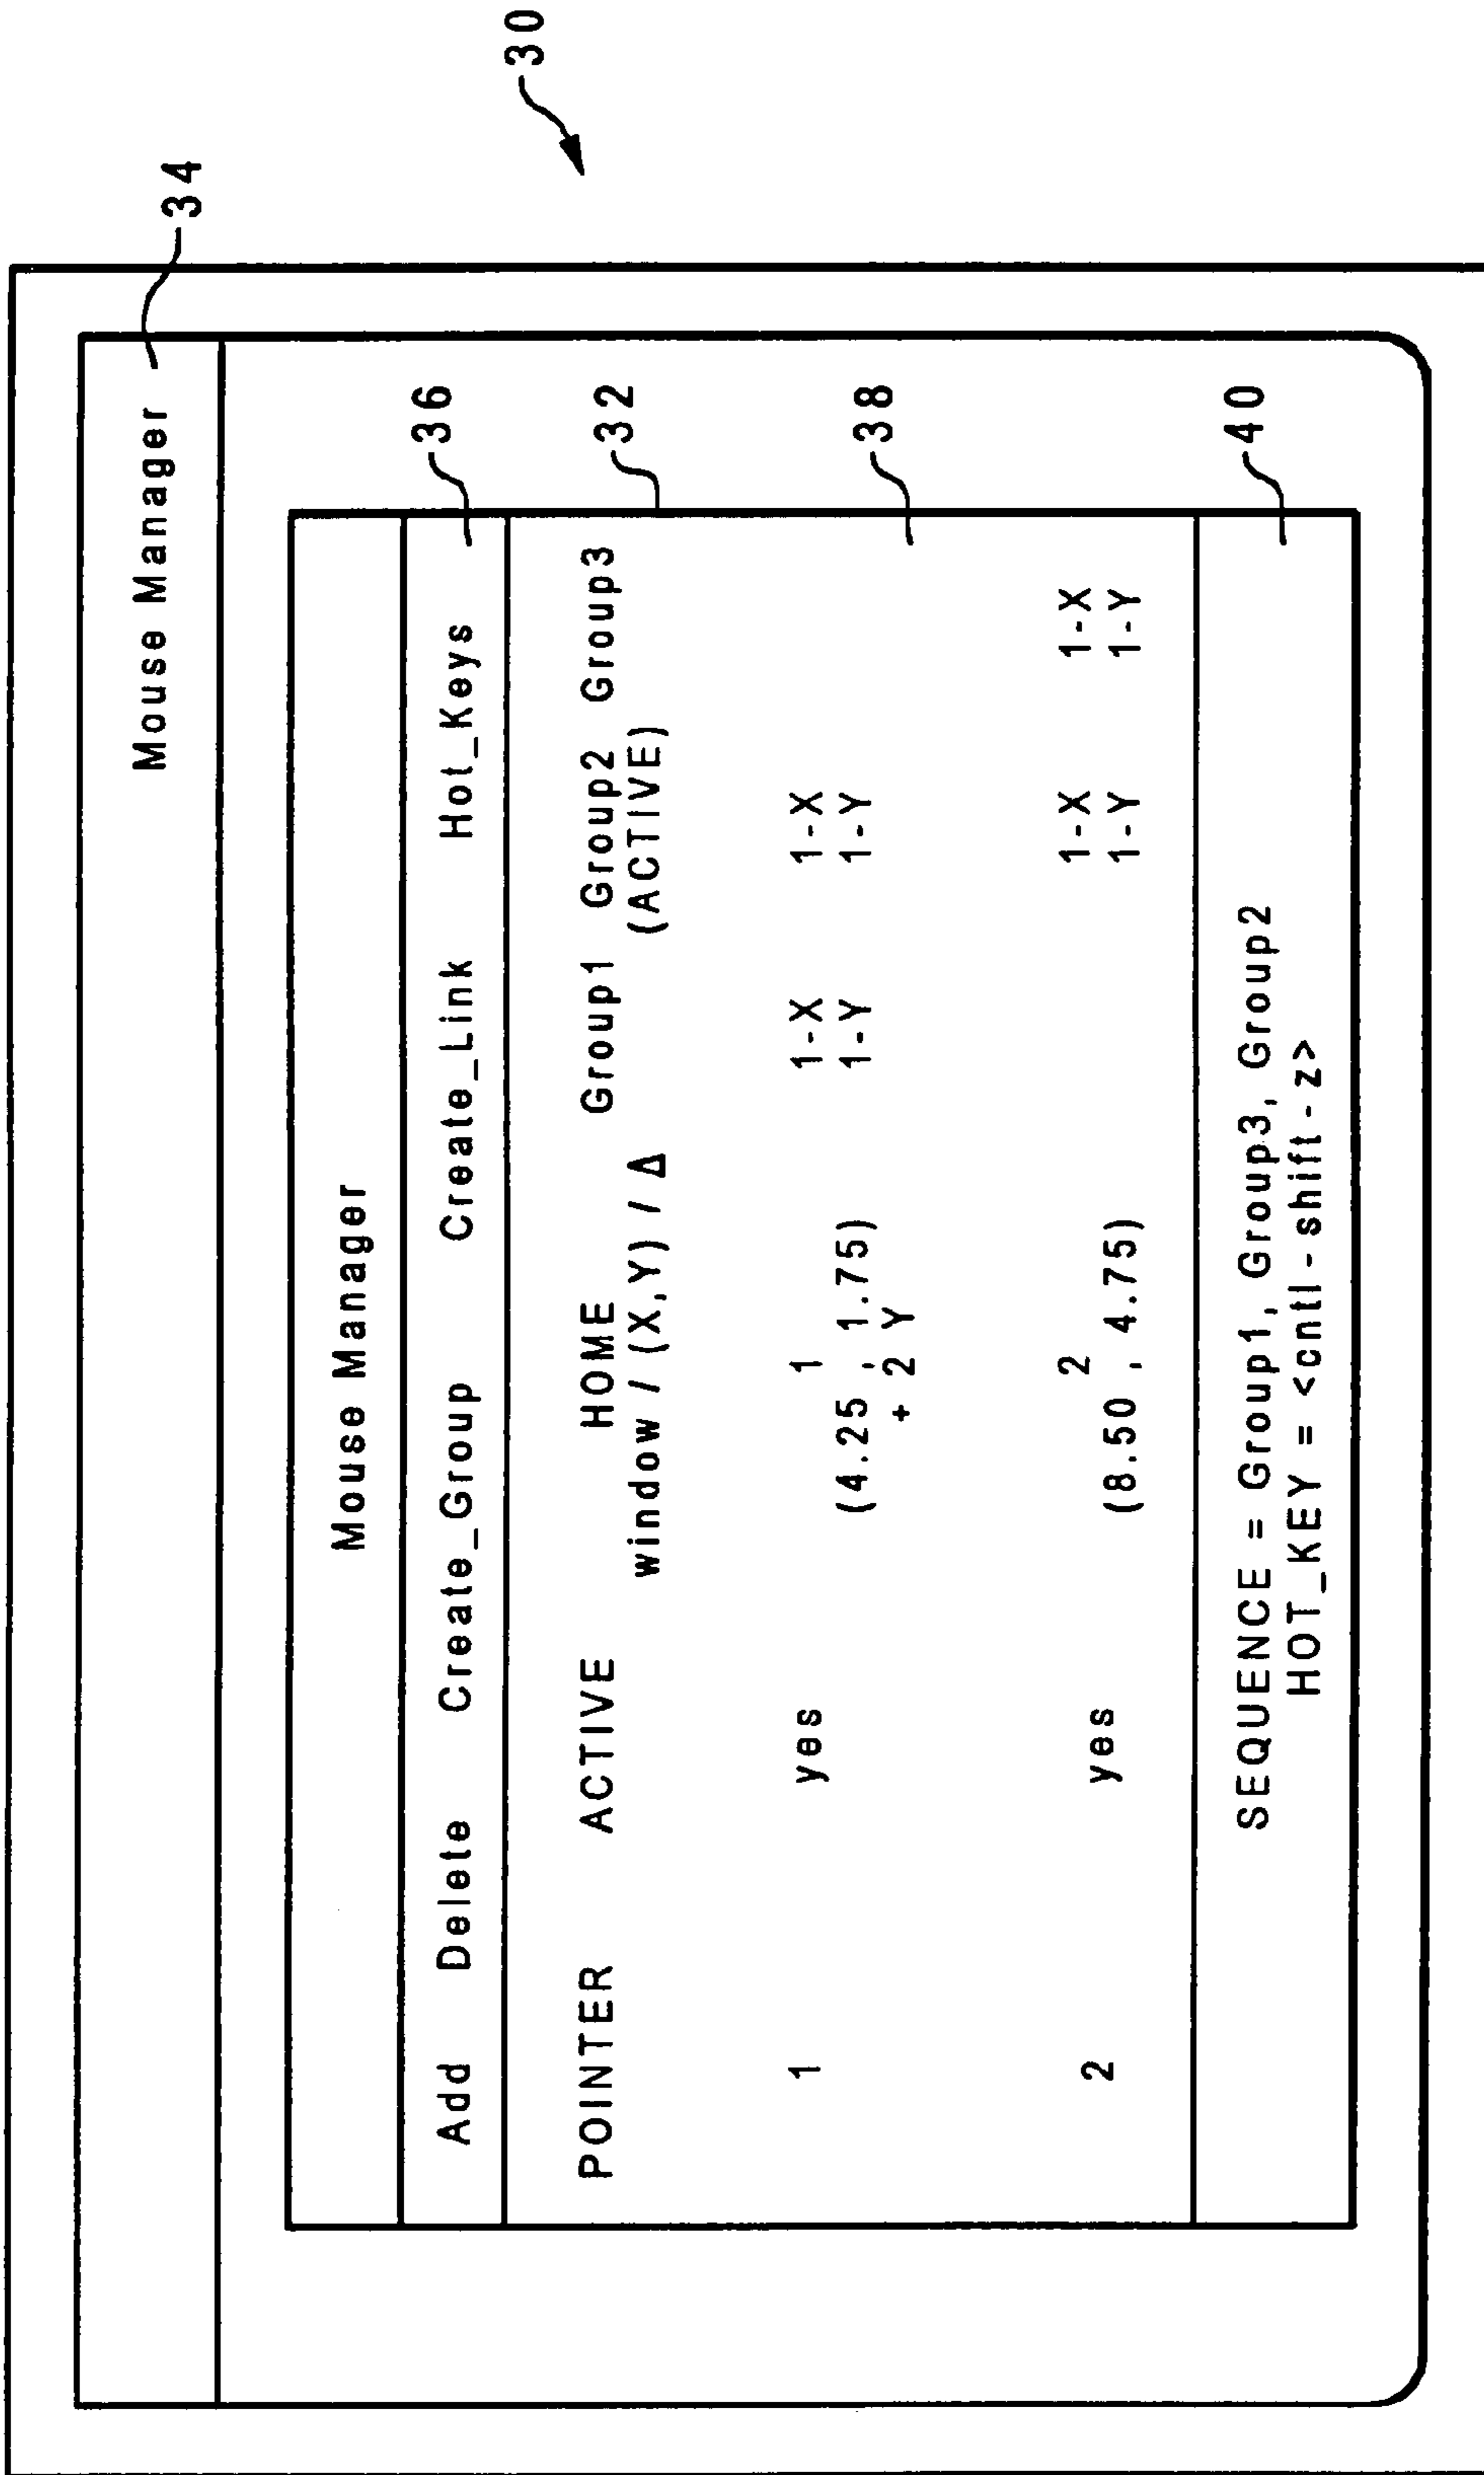 30
Mouse Manager 34
Mouse Manager
Add Delete Create_Group Create_Link Hot_Keys 36
POINTER ACTIVE HOME Group1 Group2 Group3
window / (X,Y) / Δ (ACTIVE) 32
1 yes 1 1-X 1-X
(4.25 , 1.75) 1-Y 1-Y
+ 2 Y 38
2 yes 2 1-X 1-X
(8.50 , 4.75) 1-Y 1-Y
SEQUENCE = Group1, Group3, Group2 40
HOT_KEY = <cntl-shift-z>